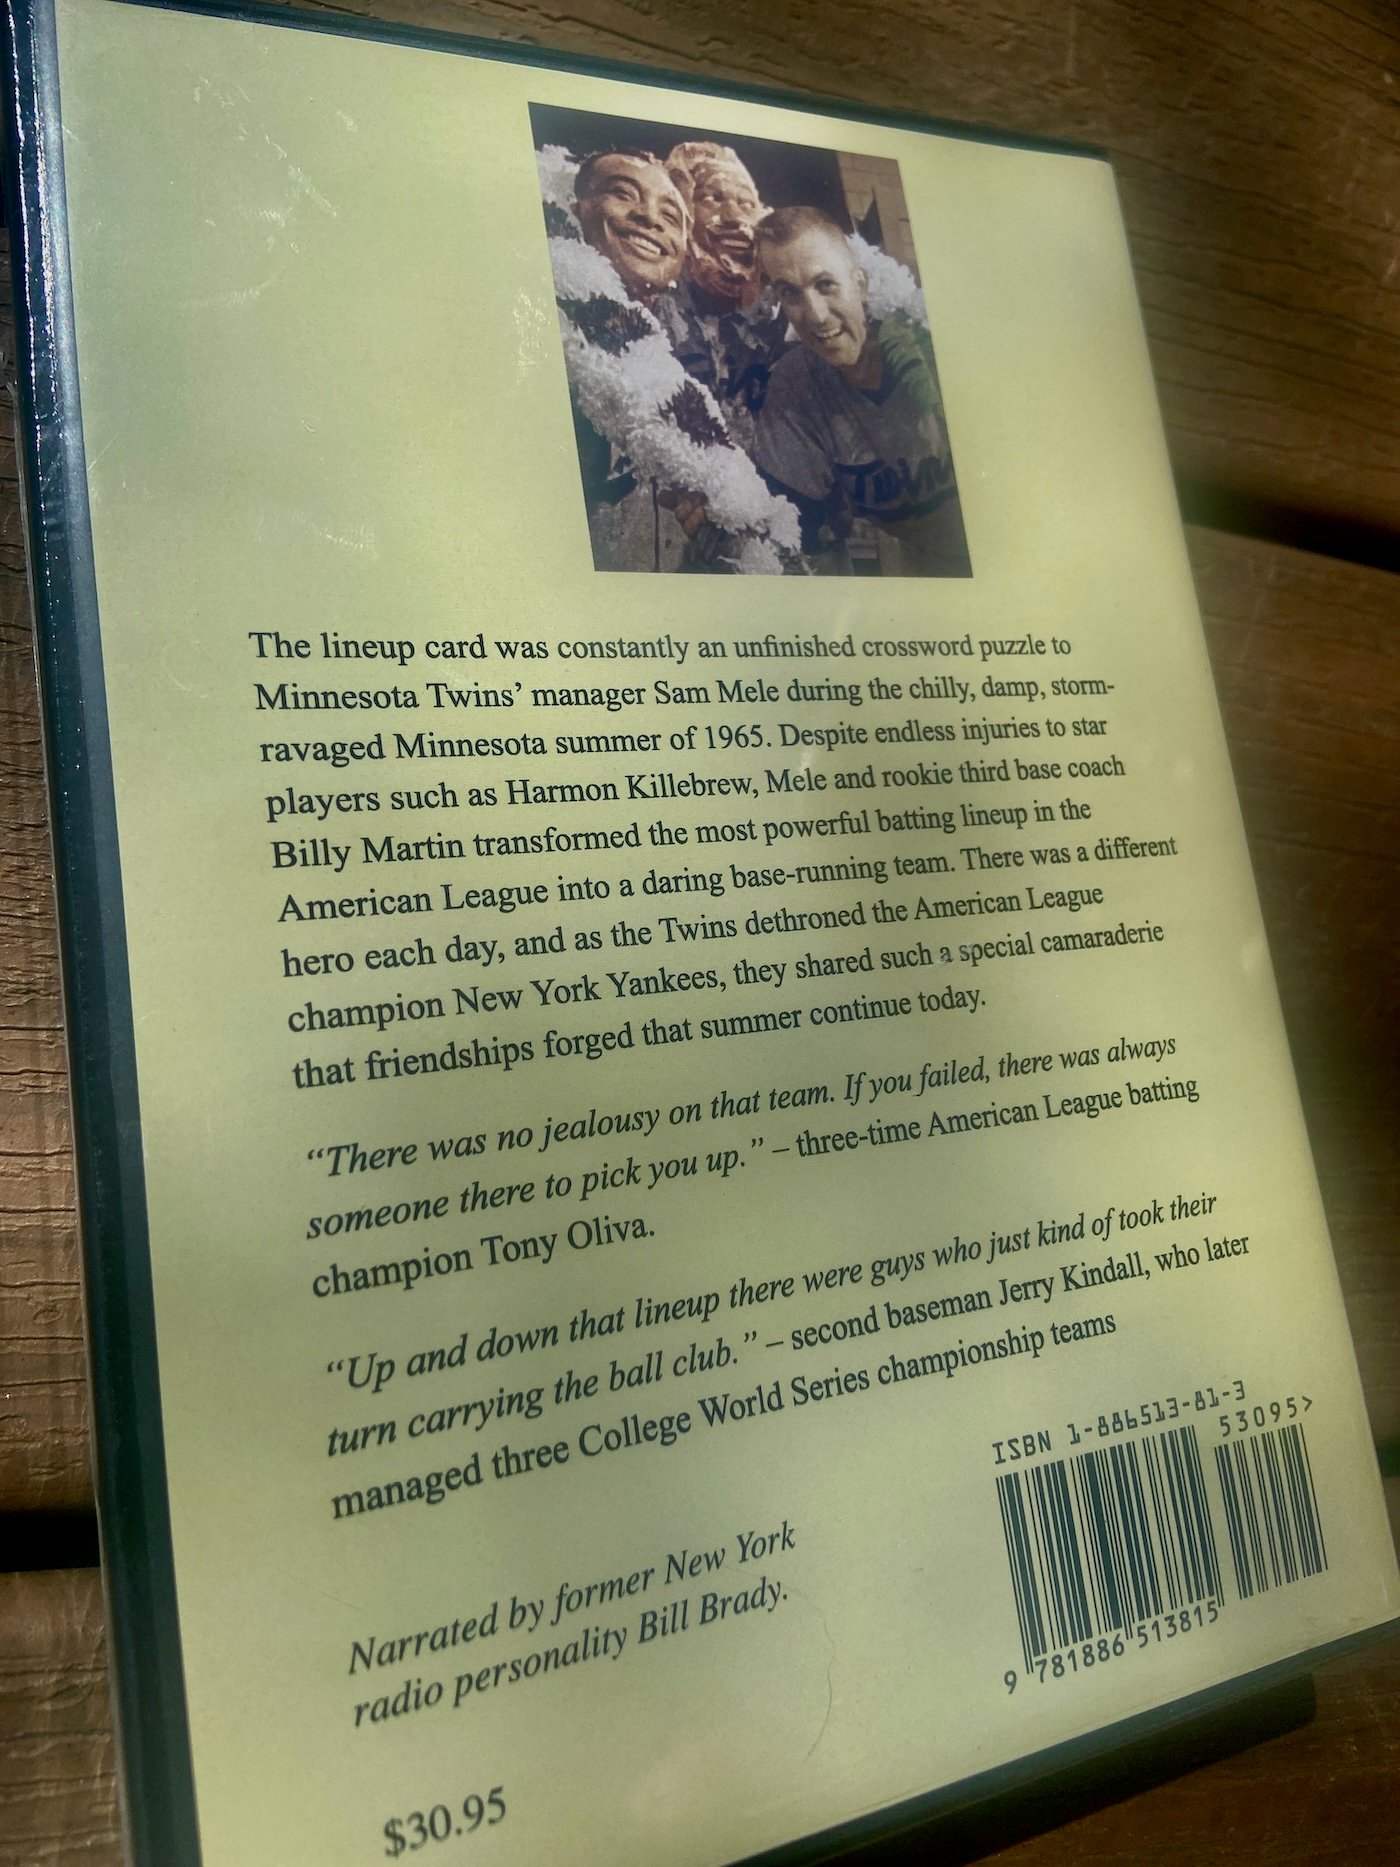 Twins
The lineup card was constantly an unfinished crossword puzzle to
Minnesota Twins’ manager Sam Mele during the chilly, damp, storm-
ravaged Minnesota summer of 1965. Despite endless injuries to star
players such as Harmon Killebrew, Mele and rookie third base coach
Billy Martin transformed the most powerful batting lineup in the
American League into a daring base-running team. There was a different
hero each day, and as the Twins dethroned the American League
champion New York Yankees, they shared such a special camaraderie
that friendships forged that summer continue today.
“There was no jealousy on that team. If you failed, there was always
someone there to pick you up.” – three-time American League batting
champion Tony Oliva.
“Up and down that lineup there were guys who just kind of took their
turn carrying the ball club.” – second baseman Jerry Kindall, who later
managed three College World Series championship teams
ISBN 1-886513-81-3
53095>
9 781886 513815
Narrated by former New York
radio personality Bill Brady.
$30.95